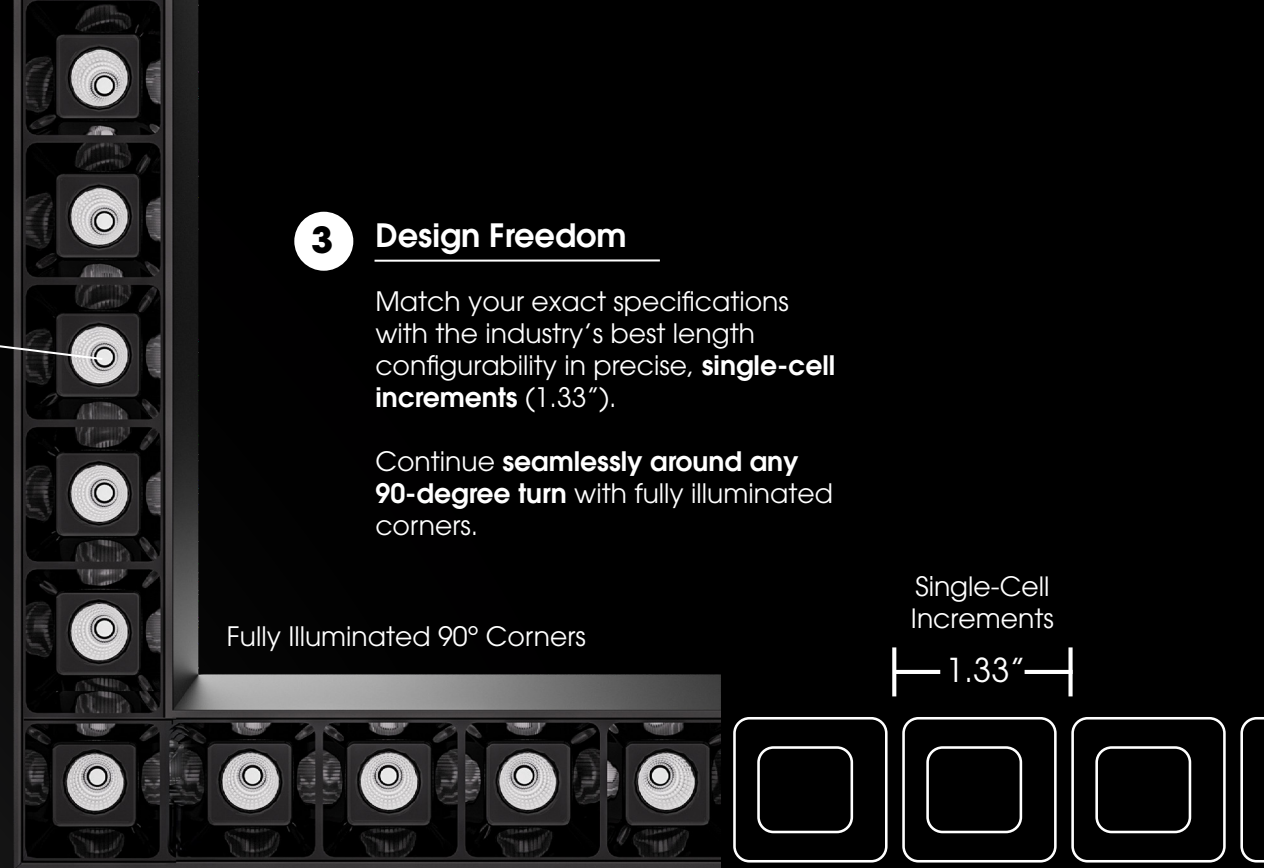 3 Design Freedom
Match your exact specifications
with the industry’s best length
configurability in precise, single-cell
increments (1.33″).
Continue seamlessly around any
90-degree turn with fully illuminated
corners.
Fully Illuminated 90° Corners
Single-Cell
Increments
1.33″